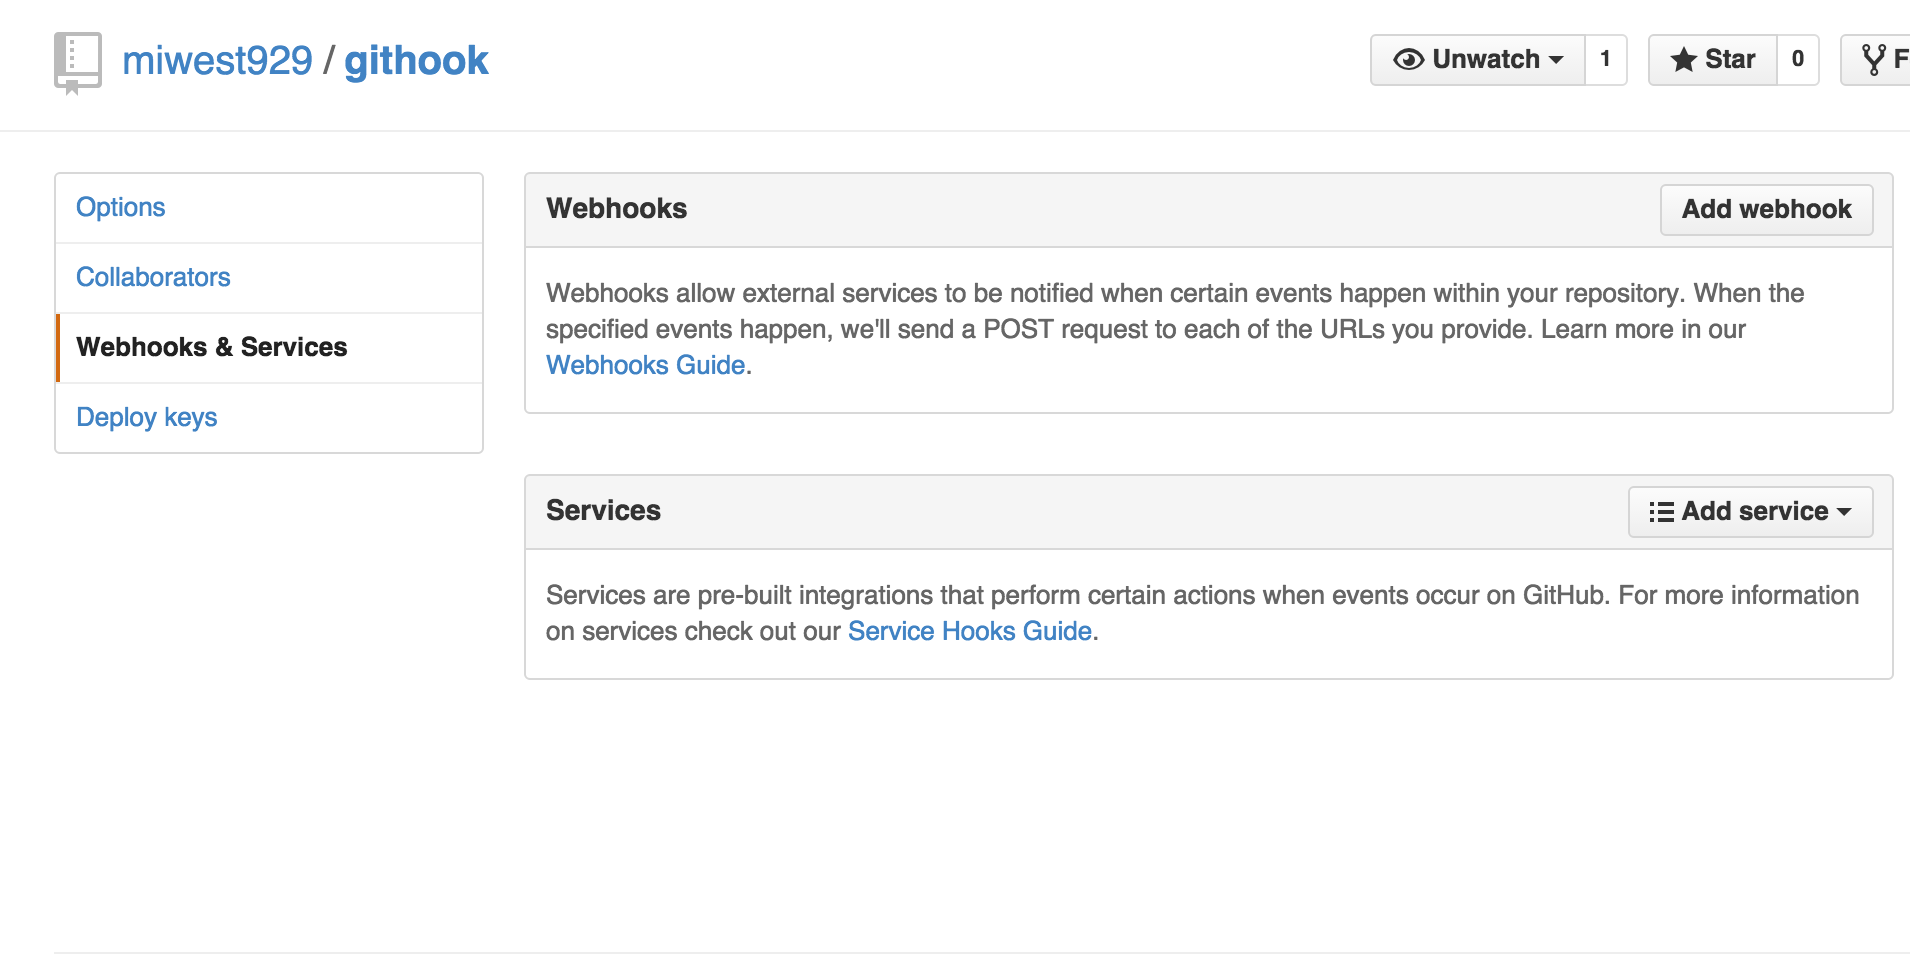 miwest929 / githook
Unwatch 1 Star 0 F
Options
Collaborators
Webhooks & Services
Deploy keys
Webhooks
Add webhook
Webhooks allow external services to be notified when certain events happen within your repository. When the
specified events happen, we'll send a POST request to each of the URLs you provide. Learn more in our
Webhooks Guide.
Services
Add service
Services are pre-built integrations that perform certain actions when events occur on GitHub. For more information
on services check out our Service Hooks Guide.